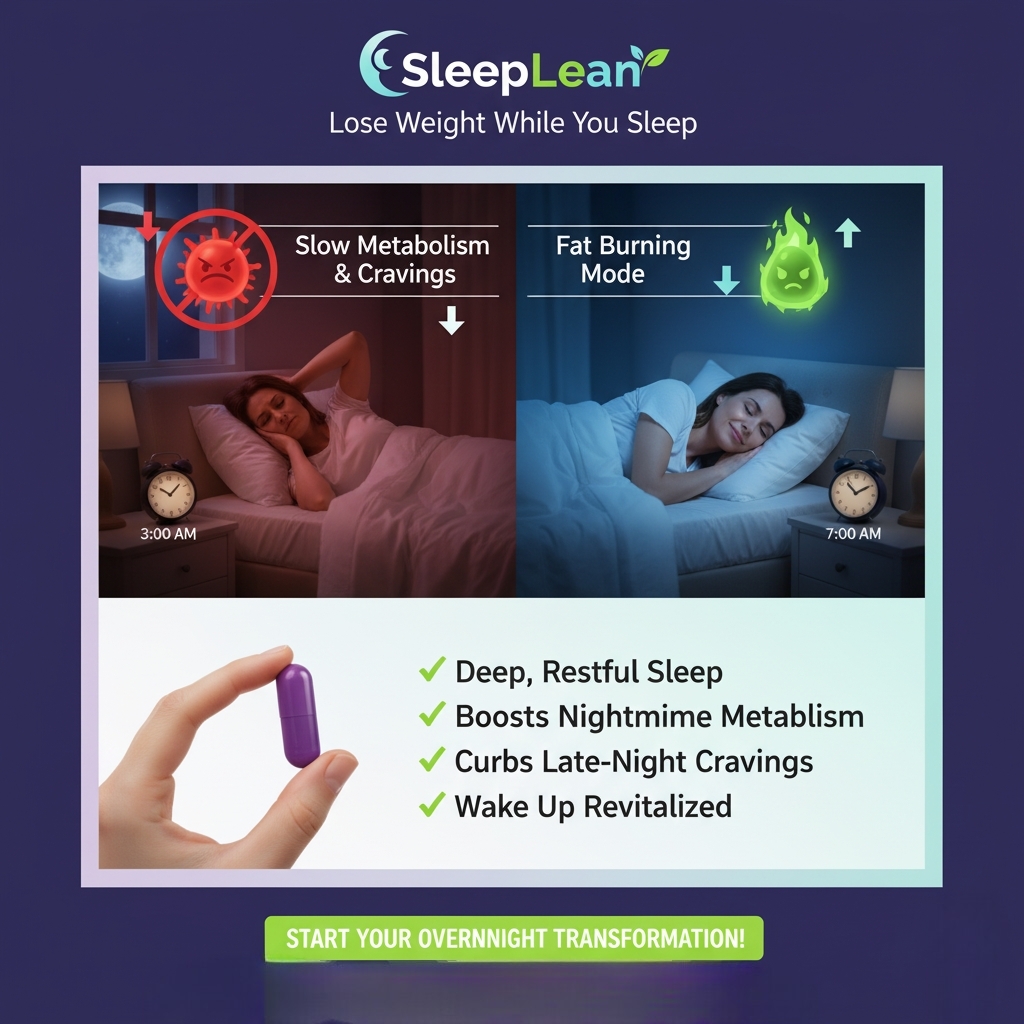 SleepLean
Lose Weight While You Sleep
Slow Metabolism
& Cravings
Fat Burning
Mode
3:00 AM
7:00 AM
Deep, Restful Sleep
Boosts Nightmime Metablism
Curbs Late-Night Cravings
Wake Up Revitalized
START YOUR OVERNNIGHT TRANSFORMATION!